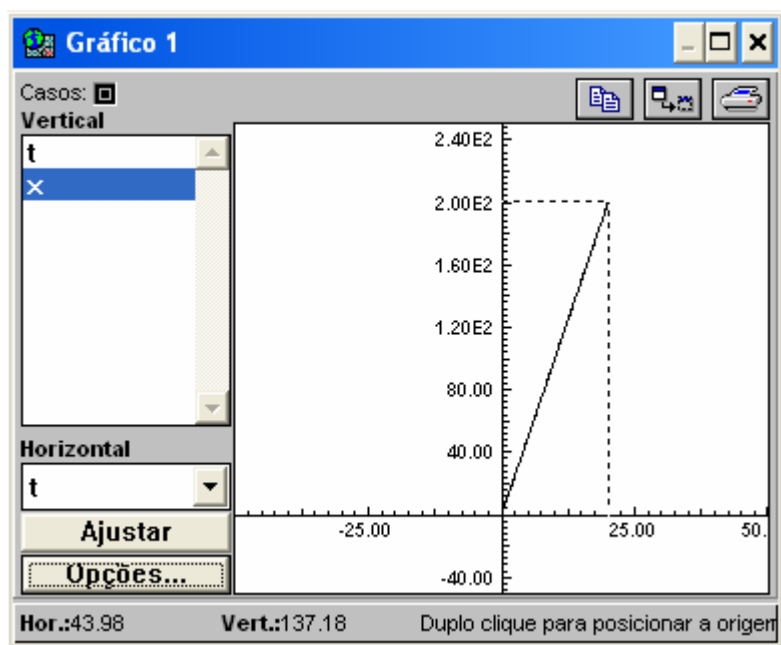 Gráfico 1
Casos:
Vertical
t
x
Horizontal
t
Ajustar
Opções...
2.40E2
2.00E2
1.60E2
1.20E2
80.00
40.00
-25.00 25.00 50.
-40.00
Hor.:43.98 Vert.:137.18 Duplo clique para posicionar a origem